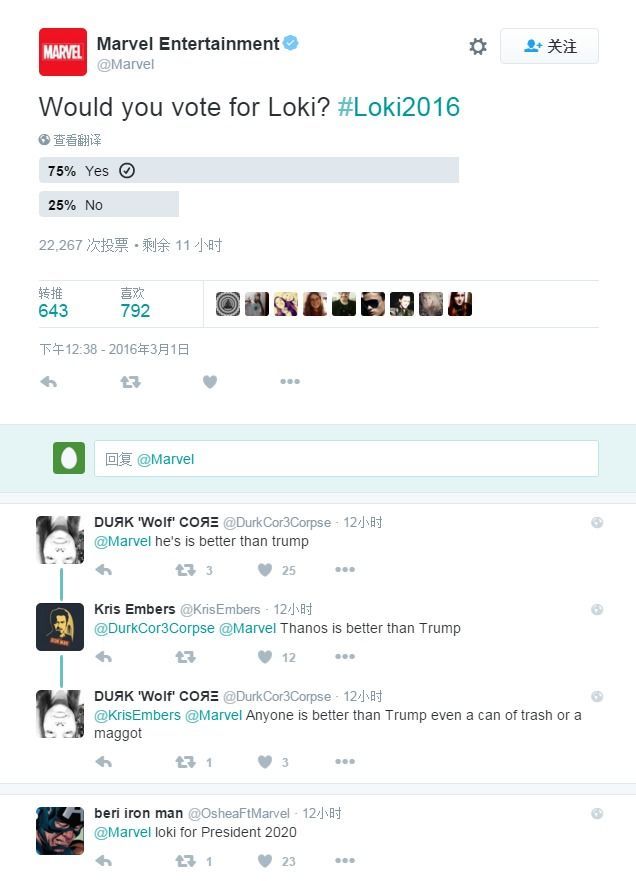 MARVEL
Marvel Entertainment
关注
@Marvel
Would you vote for Loki? #Loki2016
查看翻译
75% Yes
25% No
22,267 次投票 • 剩余 11 小时
转推 喜欢
643 792
下午12:38 - 2016年3月1日
回复 @Marvel
DUЯK 'Wolf' COЯΞ @DurkCor3Corpse · 12小时
@Marvel he's is better than trump
3 25
Kris Embers @KrisEmbers · 12小时
@DurkCor3Corpse @Marvel Thanos is better than Trump
12
DUЯK 'Wolf' COЯΞ @DurkCor3Corpse · 12小时
@KrisEmbers @Marvel Anyone is better than Trump even a can of trash or a
maggot
1 3
beri iron man @OsheaFtMarvel · 12小时
@Marvel loki for President 2020
1 23